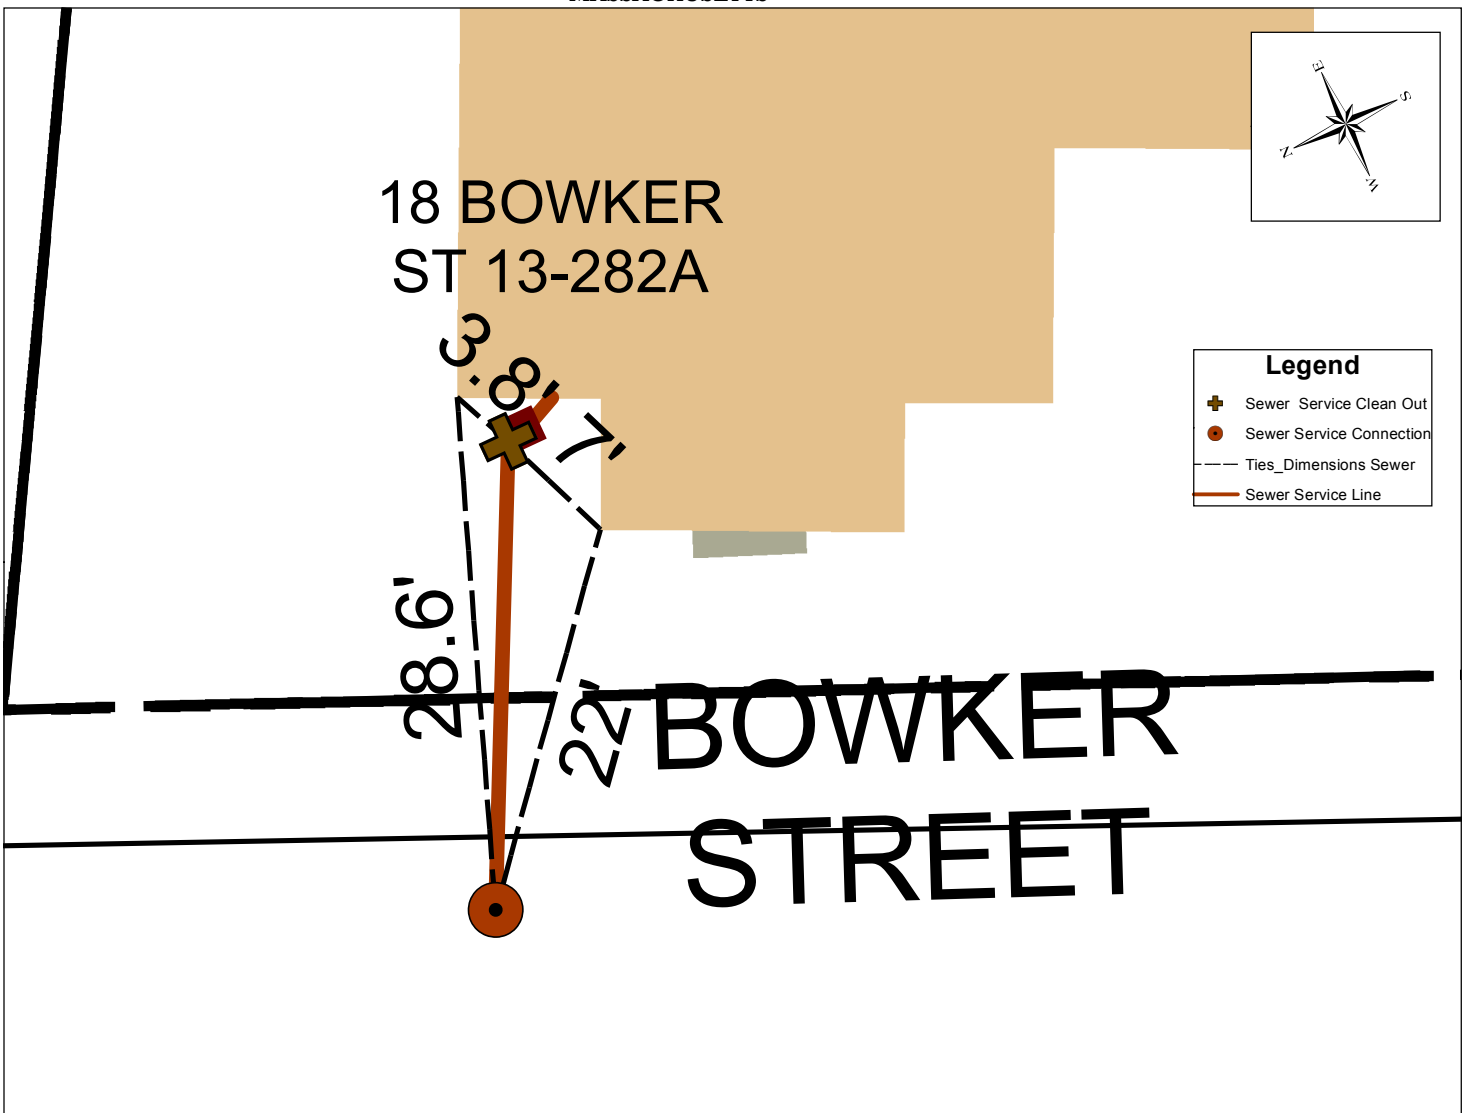 MASSACHUSETTS
E
S
N
W
18 BOWKER
ST 13-282A
3.8'
7'
Legend
Sewer Service Clean Out
Sewer Service Connection
Ties_Dimensions Sewer
Sewer Service Line
28.6'
22'
BOWKER
STREET